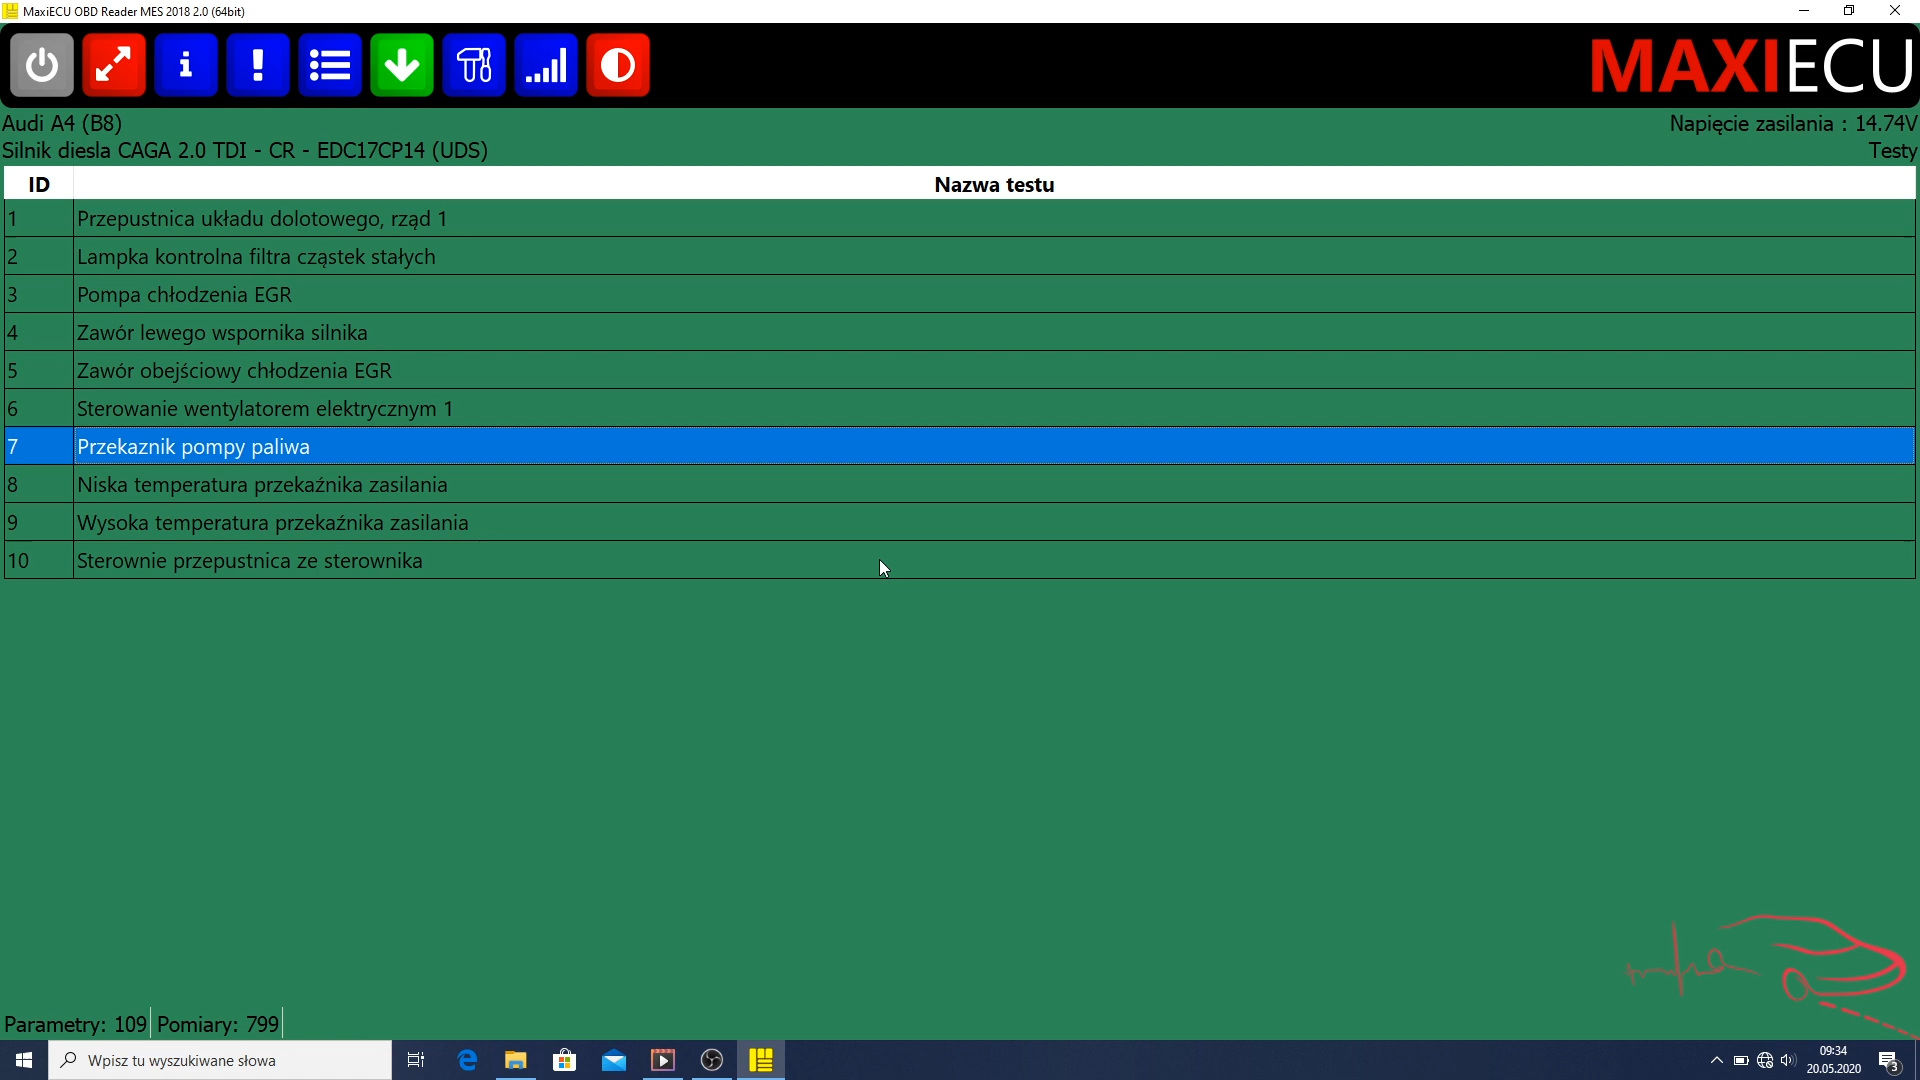 MaxiECU OBD Reader MES 2018 2.0 (64bit)
MAXIECU
Audi A4 (B8)
Napięcie zasilania : 14.74V
Silnik diesla CAGA 2.0 TDI - CR - EDC17CP14 (UDS)
Testy
ID Nazwa testu
1 Przepustnica układu dolotowego, rząd 1
2 Lampka kontrolna filtra cząstek stałych
3 Pompa chłodzenia EGR
4 Zawór lewego wspornika silnika
5 Zawór obejściowy chłodzenia EGR
6 Sterowanie wentylatorem elektrycznym 1
7 Przekaznik pompy paliwa
8 Niska temperatura przekaźnika zasilania
9 Wysoka temperatura przekaźnika zasilania
10 Sterownie przepustnica ze sterownika
Parametry: 109 Pomiary: 799
Wpisz tu wyszukiwane słowa
09:34
20.05.2020
3